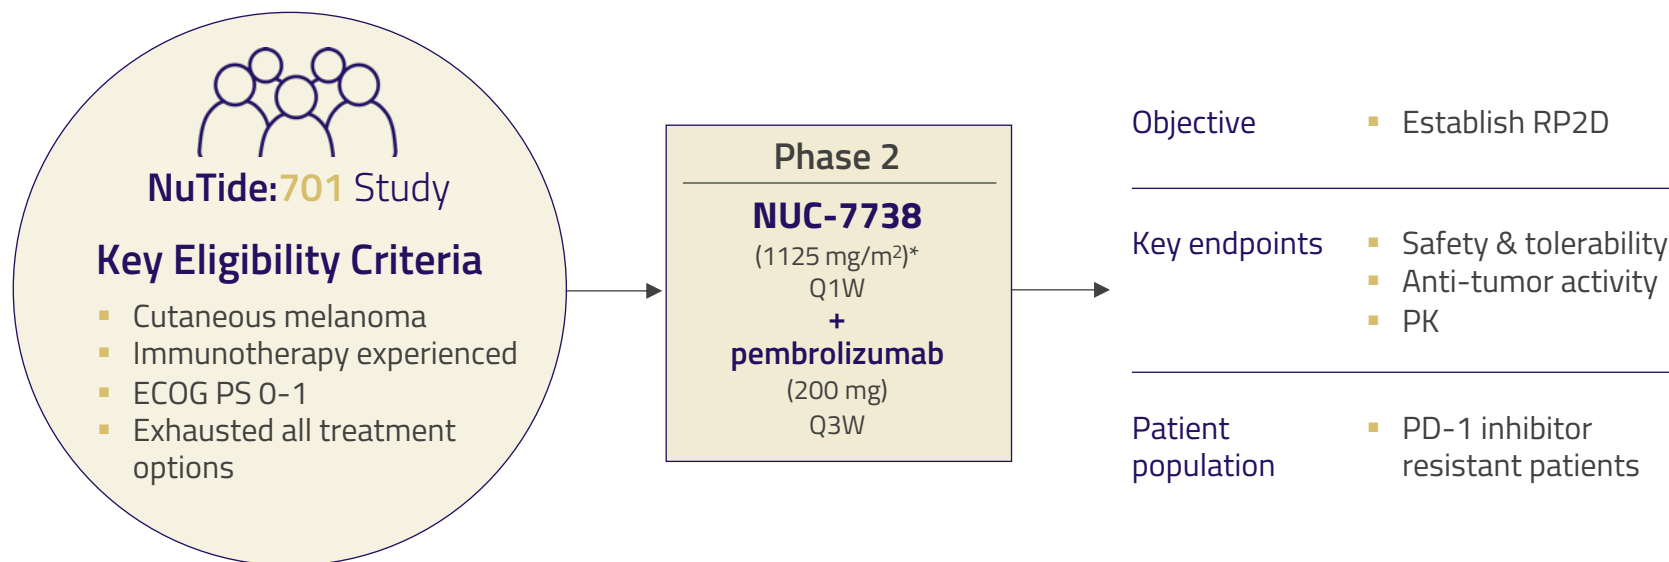 NuTide:701 Study
Key Eligibility Criteria
▪ Cutaneous melanoma
▪ Immunotherapy experienced
▪ ECOG PS 0-1
▪ Exhausted all treatment
options
Phase 2
NUC-7738
(1125 mg/m²)*
Q1W
+
pembrolizumab
(200 mg)
Q3W
Objective
▪ Establish RP2D
Key endpoints
▪ Safety & tolerability
▪ Anti-tumor activity
▪ PK
Patient
population
▪ PD-1 inhibitor
resistant patients